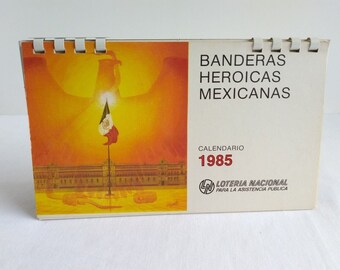 BANDERAS
HEROICAS
MEXICANAS
CALENDARIO
1985
LOTERIA NACIONAL
PARA LA ASISTENCIA PUBLICA